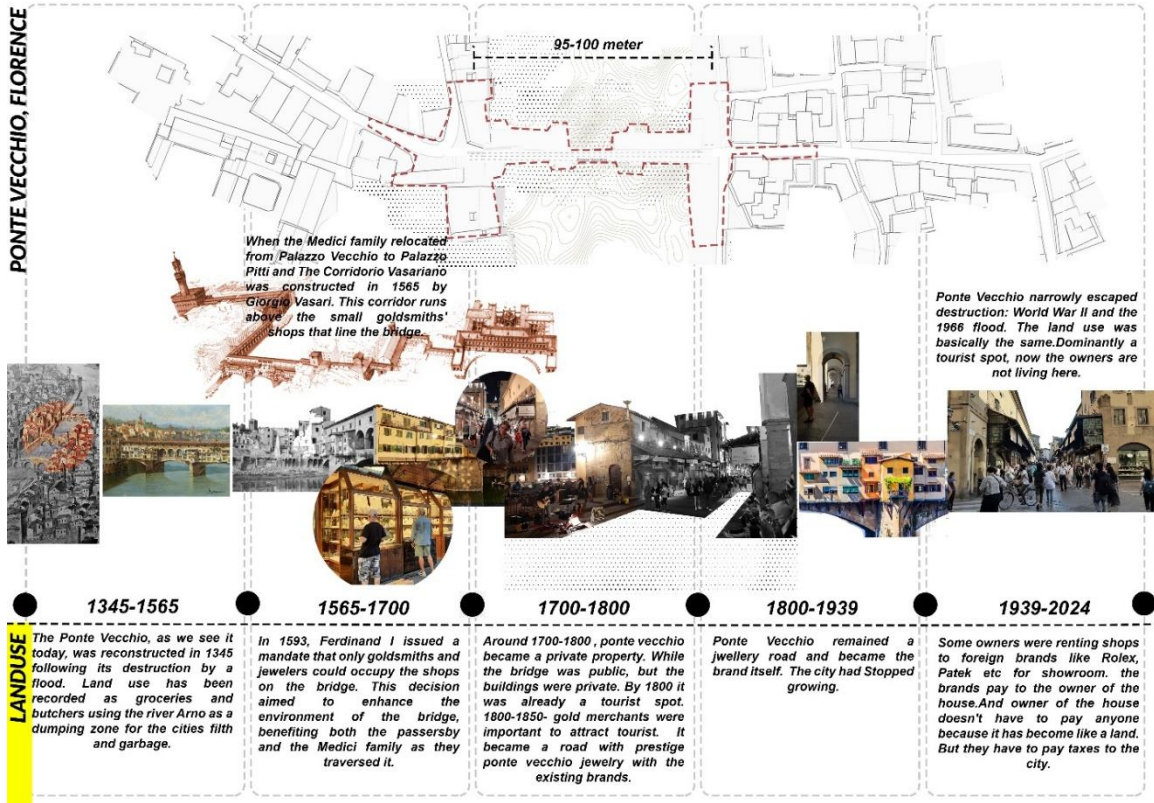 PONTE VECCHIO, FLORENCE
95-100 meter
When the Medici family relocated
from Palazzo Vecchio to Palazzo
Pitti and The Corridorio Vasariano
was constructed in 1565 by
Giorgio Vasari. This corridor runs
above the small goldsmiths'
shops that line the bridge.
Ponte Vecchio narrowly escaped
destruction: World War II and the
1966 flood. The land use was
basically the same.Dominantly a
tourist spot, now the owners are
not living here.
LANDUSE
1345-1565
The Ponte Vecchio, as we see it
today, was reconstructed in 1345
following its destruction by a
flood. Land use has been
recorded as groceries and
butchers using the river Arno as a
dumping zone for the cities filth
and garbage.
1565-1700
In 1593, Ferdinand I issued a
mandate that only goldsmiths and
jewelers could occupy the shops
on the bridge. This decision
aimed to enhance the
environment of the bridge,
benefiting both the passersby
and the Medici family as they
traversed it.
1700-1800
Around 1700-1800 , ponte vecchio
became a private property. While
the bridge was public, but the
buildings were private. By 1800 it
was already a tourist spot.
1800-1850- gold merchants were
important to attract tourist. It
became a road with prestige
ponte vecchio jewelry with the
existing brands.
1800-1939
Ponte Vecchio remained a
jwellery road and became the
brand itself. The city had Stopped
growing.
1939-2024
Some owners were renting shops
to foreign brands like Rolex,
Patek etc for showroom. the
brands pay to the owner of the
house.And owner of the house
doesn't have to pay anyone
because it has become like a land.
But they have to pay taxes to the
city.